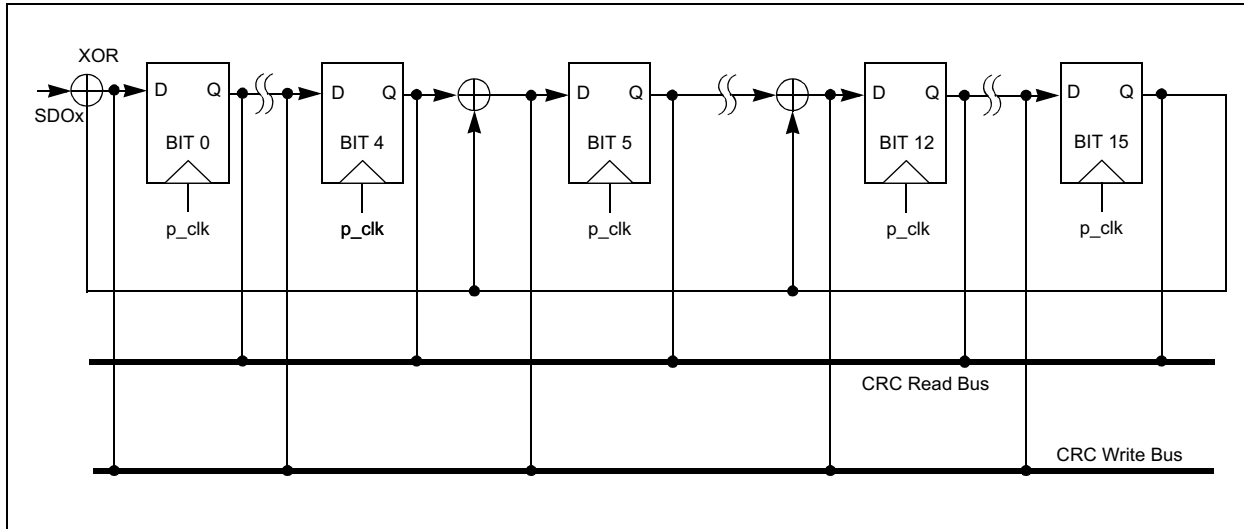 XOR
SDOx
D Q
BIT 0
p_clk
D Q
BIT 4
p_clk
D Q
BIT 5
p_clk
D Q
BIT 12
p_clk
D Q
BIT 15
p_clk
CRC Read Bus
CRC Write Bus